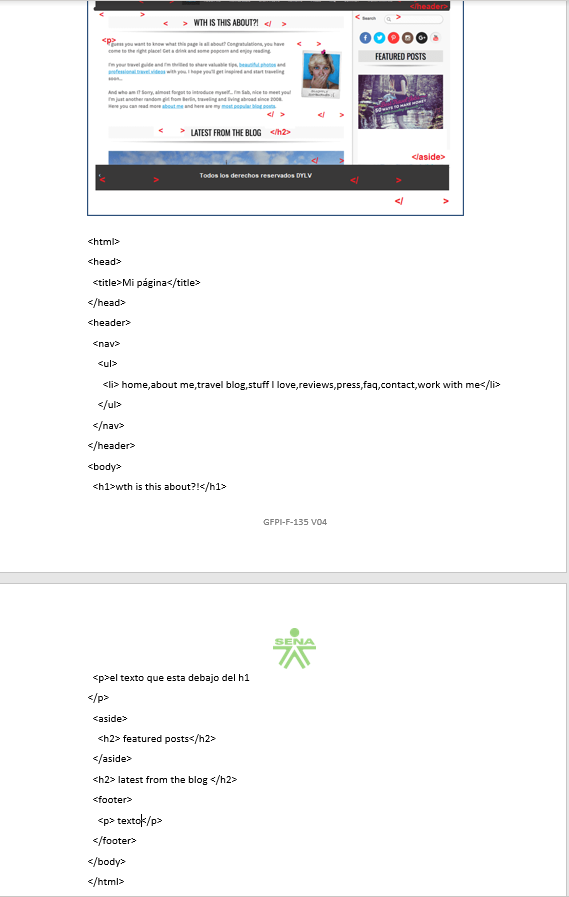 </header>
< >
WTH IS THIS ABOUT?!
< > </ >
< Search >
<p>
I guess you want to know what this page is all about? Congratulations, you have
come to the right place! Get a drink and some popcorn and enjoy reading.
< >
FEATURED POSTS
I'm your travel guide and I'm thrilled to share valuable tips, beautiful photos and
professional travel videos with you. I hope you'll get inspired and start traveling
soon...
And who am I? Sorry, almost forgot to introduce myself... I'm Sab, nice to meet you!
I'm just another random girl from Berlin, traveling and living abroad since 2008.
Here you can read more about me and here are my most popular blog posts.
</ > </ >
50 WAYS TO MAKE MONEY
< > LATEST FROM THE BLOG </h2>
</ >
</aside>
< > Todos los derechos reservados DYLV </ >
</ >
<html>
<head>
<title>Mi página</title>
</head>
<header>
<nav>
<ul>
<li> home,about me,travel blog,stuff I love,reviews,press,faq,contact,work with me</li>
</ul>
</nav>
</header>
<body>
<h1>wth is this about?!</h1>
GFPI-F-135 V04
SENA
<p>el texto que esta debajo del h1
</p>
<aside>
<h2> featured posts</h2>
</aside>
<h2> latest from the blog </h2>
<footer>
<p> texto</p>
</footer>
</body>
</html>